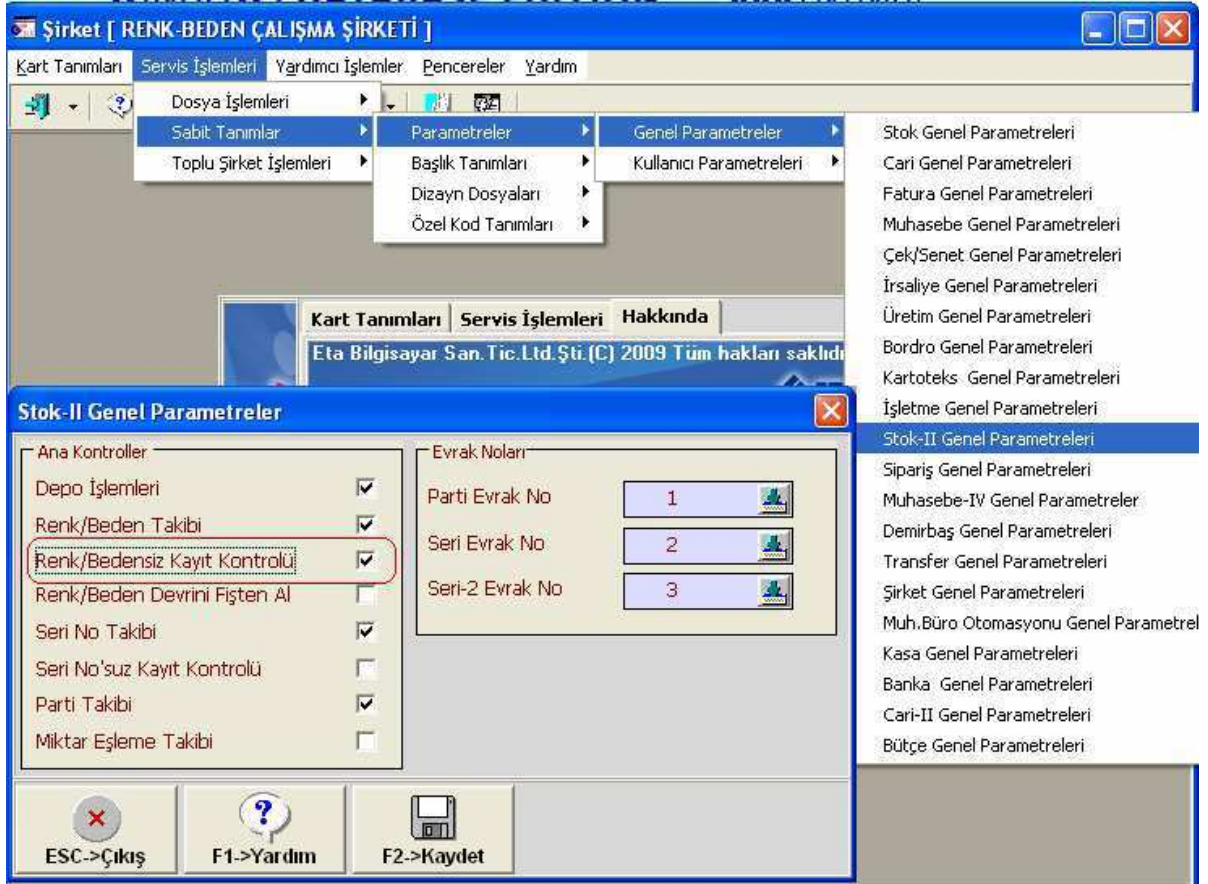 Şirket [ RENK-BEDEN ÇALIŞMA ŞİRKETİ ]
Kart Tanımları Servis İşlemleri Yardımcı İşlemler Pencereler Yardım
Dosya İşlemleri
Sabit Tanımlar
Toplu Şirket İşlemleri
Parametreler
Başlık Tanımları
Dizayn Dosyaları
Özel Kod Tanımları
Genel Parametreler
Kullanıcı Parametreleri
Stok Genel Parametreleri
Cari Genel Parametreleri
Fatura Genel Parametreleri
Muhasebe Genel Parametreleri
Çek/Senet Genel Parametreleri
İrsaliye Genel Parametreleri
Üretim Genel Parametreleri
Bordro Genel Parametreleri
Kartoteks Genel Parametreleri
İşletme Genel Parametreleri
Stok-II Genel Parametreleri
Sipariş Genel Parametreleri
Muhasebe-IV Genel Parametreler
Demirbaş Genel Parametreleri
Transfer Genel Parametreleri
Şirket Genel Parametreleri
Muh.Büro Otomasyonu Genel Parametrel
Kasa Genel Parametreleri
Banka Genel Parametreleri
Cari-II Genel Parametreleri
Bütçe Genel Parametreleri
Kart Tanımları Servis İşlemleri Hakkında
Eta Bilgisayar San.Tic.Ltd.Şti.(C) 2009 Tüm hakları saklıdı
Stok-II Genel Parametreler
Ana Kontroller
Depo İşlemleri
Renk/Beden Takibi
Renk/Bedensiz Kayıt Kontrolü
Renk/Beden Devrini Fişten Al
Seri No Takibi
Seri No'suz Kayıt Kontrolü
Parti Takibi
Miktar Eşleme Takibi
Evrak Noları
Parti Evrak No 1
Seri Evrak No 2
Seri-2 Evrak No 3
ESC->Çıkış F1->Yardım F2->Kaydet